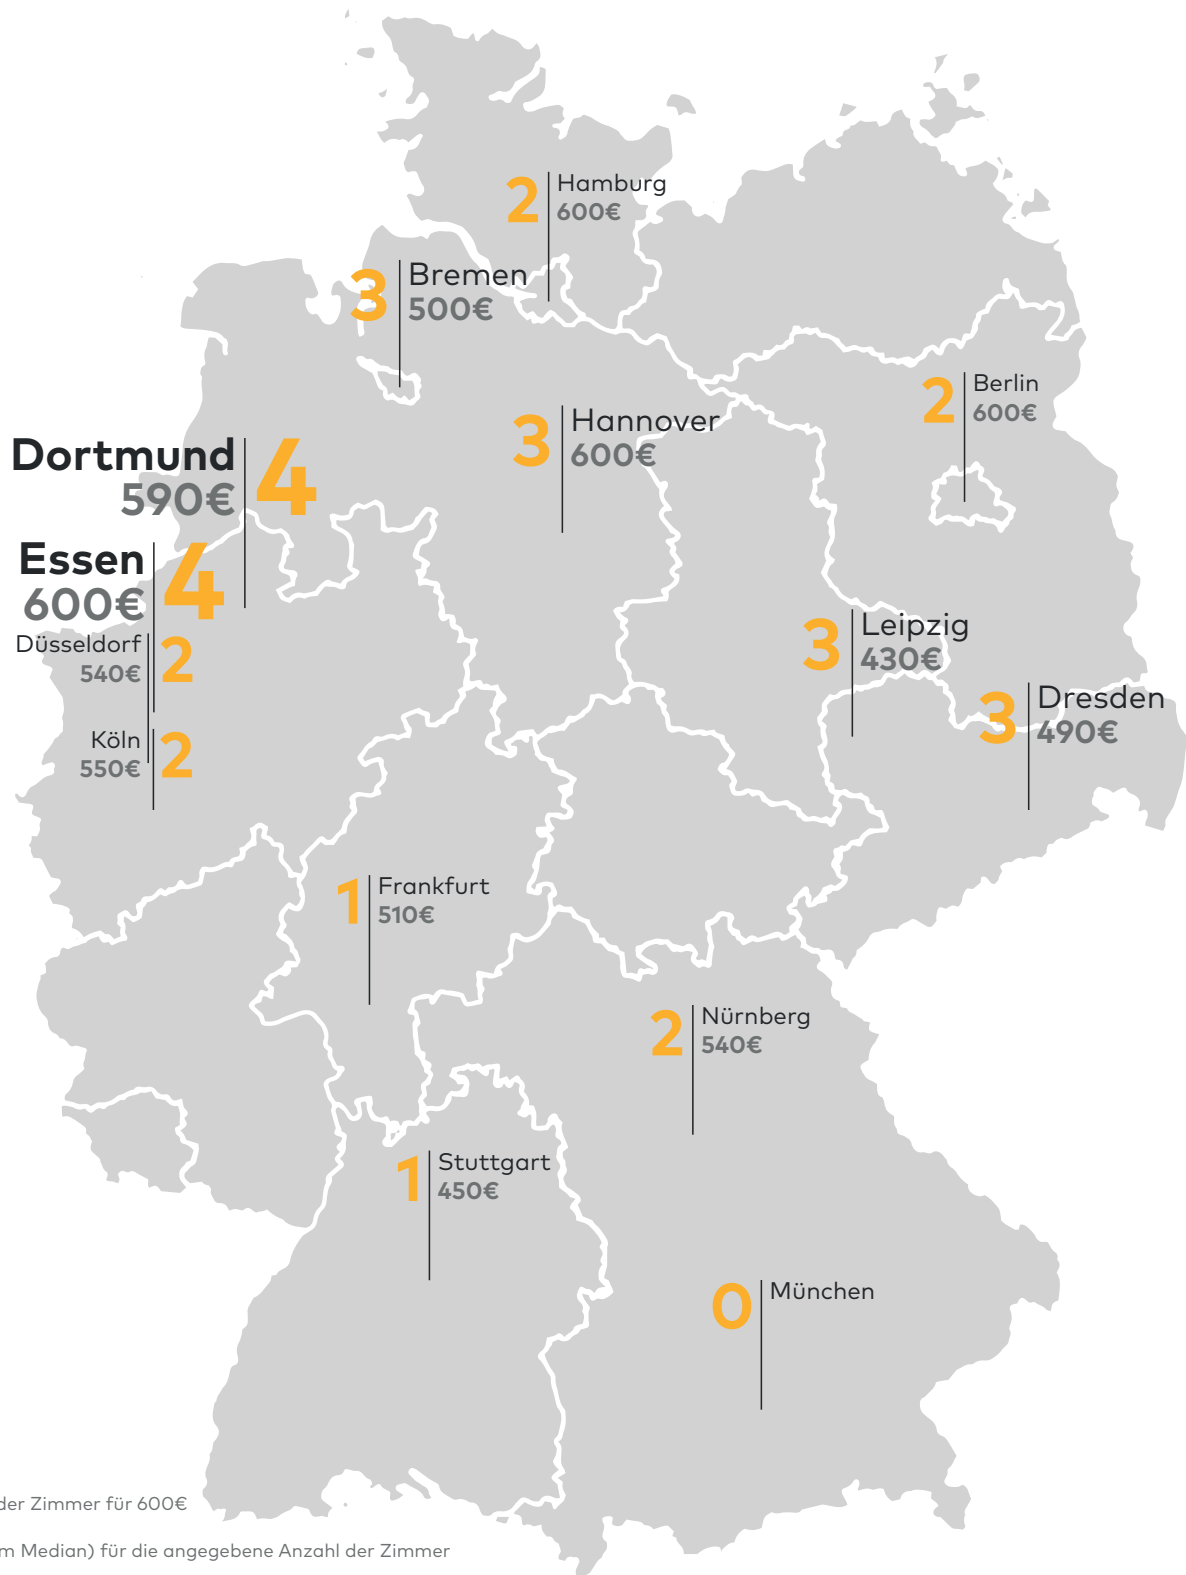 2
Hamburg
600€
3
Bremen
500€
2
Berlin
600€
3
Hannover
600€
Dortmund
590€
4
Essen
600€
4
Düsseldorf
540€
2
Leipzig
430€
3
Dresden
490€
3
Köln
550€
2
1
Frankfurt
510€
2
Nürnberg
540€
1
Stuttgart
450€
0
München
der Zimmer für 600€
m Median) für die angegebene Anzahl der Zimmer